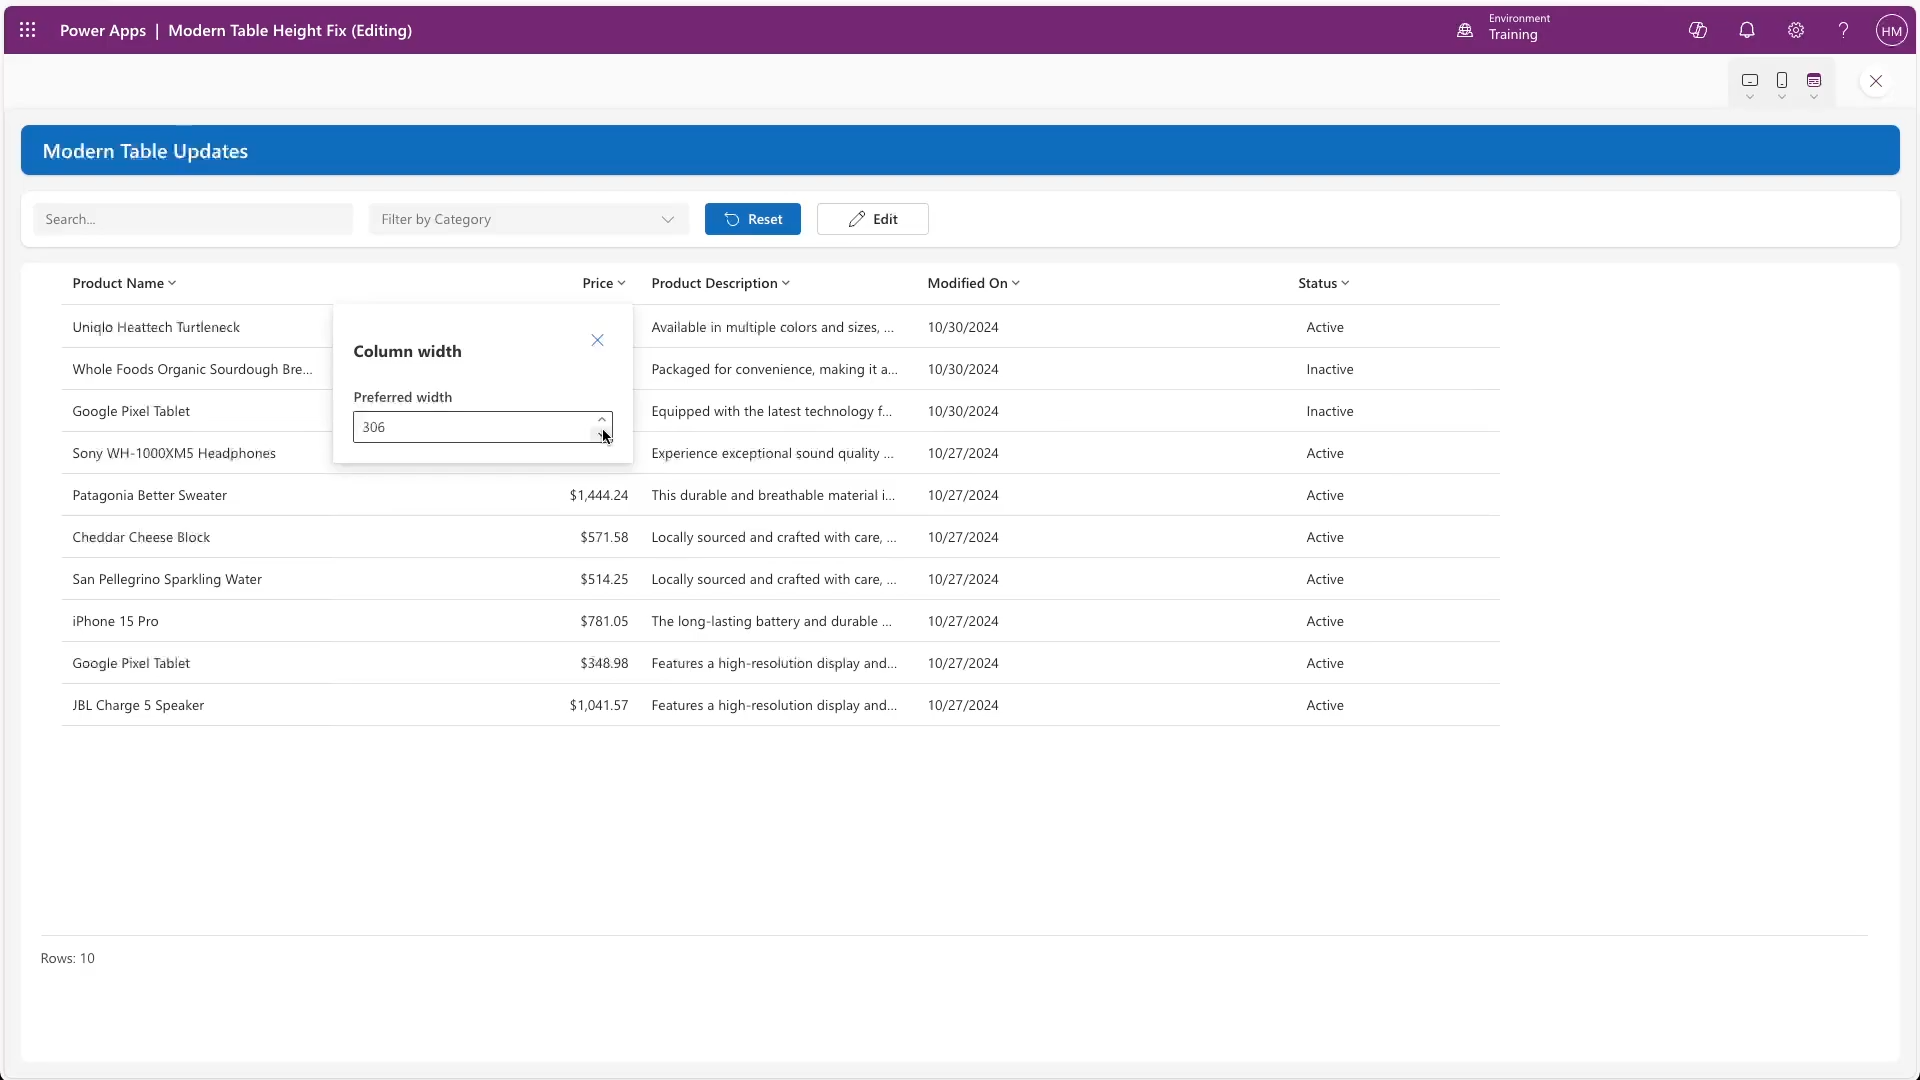 Power Apps | Modern Table Height Fix (Editing)
Environment
Training
HM
Modern Table Updates
Search...
Filter by Category
Reset
Edit
Product Name Price Product Description Modified On Status
Uniqlo Heattech Turtleneck Available in multiple colors and sizes, ... 10/30/2024 Active
Whole Foods Organic Sourdough Bre... Packaged for convenience, making it a... 10/30/2024 Inactive
Google Pixel Tablet Equipped with the latest technology f... 10/30/2024 Inactive
Sony WH-1000XM5 Headphones Experience exceptional sound quality ... 10/27/2024 Active
Column width
Preferred width
306
Patagonia Better Sweater $1,444.24 This durable and breathable material i... 10/27/2024 Active
Cheddar Cheese Block $571.58 Locally sourced and crafted with care, ... 10/27/2024 Active
San Pellegrino Sparkling Water $514.25 Locally sourced and crafted with care, ... 10/27/2024 Active
iPhone 15 Pro $781.05 The long-lasting battery and durable ... 10/27/2024 Active
Google Pixel Tablet $348.98 Features a high-resolution display and... 10/27/2024 Active
JBL Charge 5 Speaker $1,041.57 Features a high-resolution display and... 10/27/2024 Active
Rows: 10